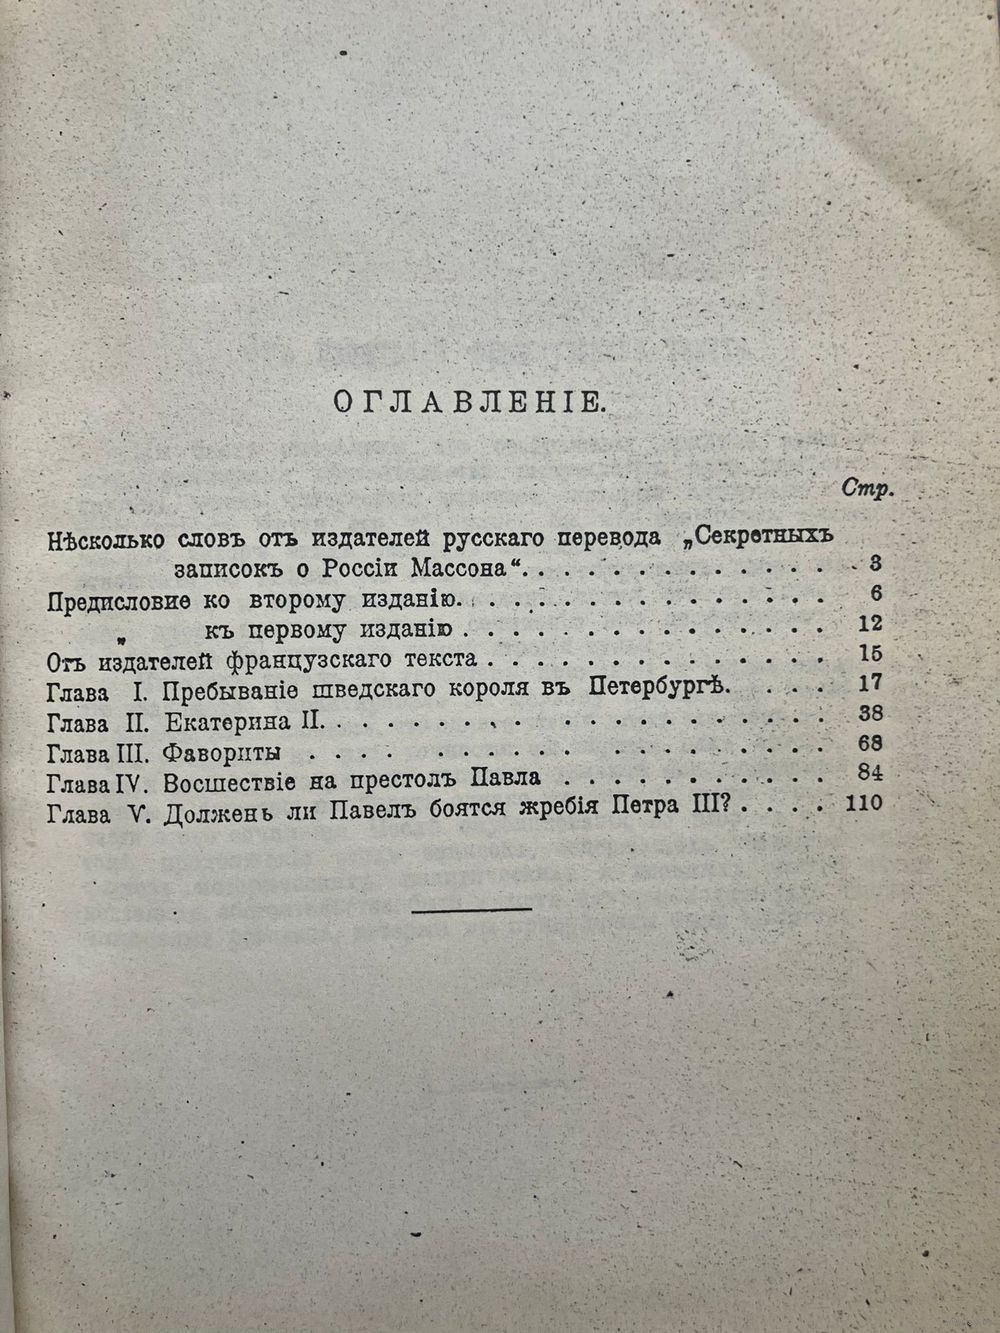 ОГЛАВЛЕНІЕ.
Стр.
Нѣсколько словъ отъ издателей русскаго перевода „Секретныхъ
записокъ о Россіи Массона“. . . . . . . . . . . . . . 3
Предисловие ко второму изданію. . . . . . . . . . . . . . . 6
„ къ первому изданію . . . . . . . . . . . . . . 12
Отъ издателей французскаго текста . . . . . . . . . . . . . 15
Глава I. Пребываніе шведскаго короля въ Петербургѣ. . . . . 17
Глава II. Екатерина II. . . . . . . . . . . . . . . . . . . 38
Глава III. Фавориты . . . . . . . . . . . . . . . . . . 68
Глава IV. Восшествіе на престолъ Павла . . . . . . . . . . 84
Глава V. Долженъ ли Павелъ боятся жребія Петра III? . . . . 110